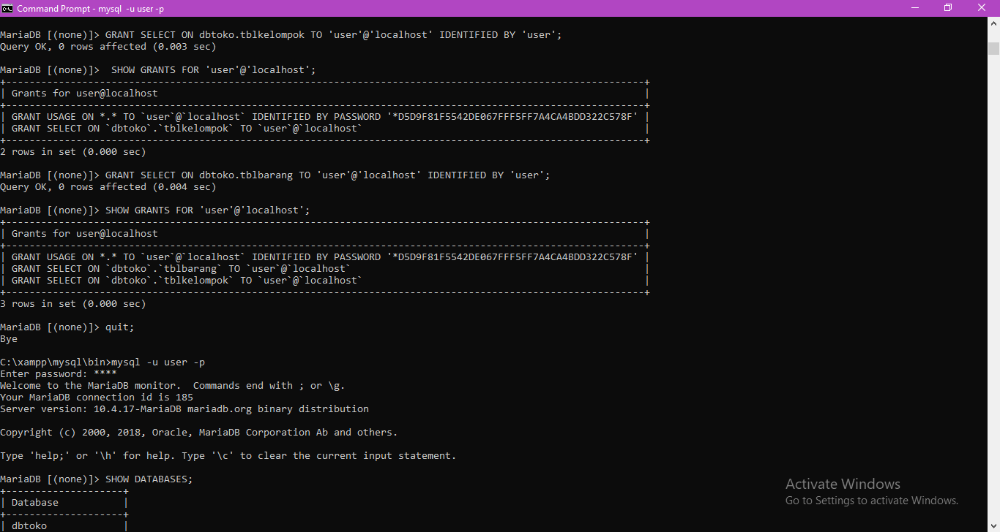 Command Prompt - mysql  -u user -p
MariaDB [(none)]> GRANT SELECT ON dbtoko.tblkelompok TO 'user'@'localhost' IDENTIFIED BY 'user';
Query OK, 0 rows affected (0.003 sec)
MariaDB [(none)]>  SHOW GRANTS FOR 'user'@'localhost';
| Grants for user@localhost |
| GRANT USAGE ON *.* TO `user`@`localhost` IDENTIFIED BY PASSWORD '*D5D9F81F5542DE067FFF5FF7A4CA4BDD322C578F' |
| GRANT SELECT ON `dbtoko`.`tblkelompok` TO `user`@`localhost` |
2 rows in set (0.000 sec)
MariaDB [(none)]> GRANT SELECT ON dbtoko.tblbarang TO 'user'@'localhost' IDENTIFIED BY 'user';
Query OK, 0 rows affected (0.004 sec)
MariaDB [(none)]> SHOW GRANTS FOR 'user'@'localhost';
| Grants for user@localhost |
| GRANT USAGE ON *.* TO `user`@`localhost` IDENTIFIED BY PASSWORD '*D5D9F81F5542DE067FFF5FF7A4CA4BDD322C578F' |
| GRANT SELECT ON `dbtoko`.`tblbarang` TO `user`@`localhost` |
| GRANT SELECT ON `dbtoko`.`tblkelompok` TO `user`@`localhost` |
3 rows in set (0.000 sec)
MariaDB [(none)]> quit;
Bye
C:\xampp\mysql\bin>mysql -u user -p
Enter password: ****
Welcome to the MariaDB monitor.  Commands end with ; or \g.
Your MariaDB connection id is 185
Server version: 10.4.17-MariaDB mariadb.org binary distribution
Copyright (c) 2000, 2018, Oracle, MariaDB Corporation Ab and others.
Type 'help;' or '\h' for help. Type '\c' to clear the current input statement.
MariaDB [(none)]> SHOW DATABASES;
| Database |
| dbtoko |
Activate Windows
Go to Settings to activate Windows.